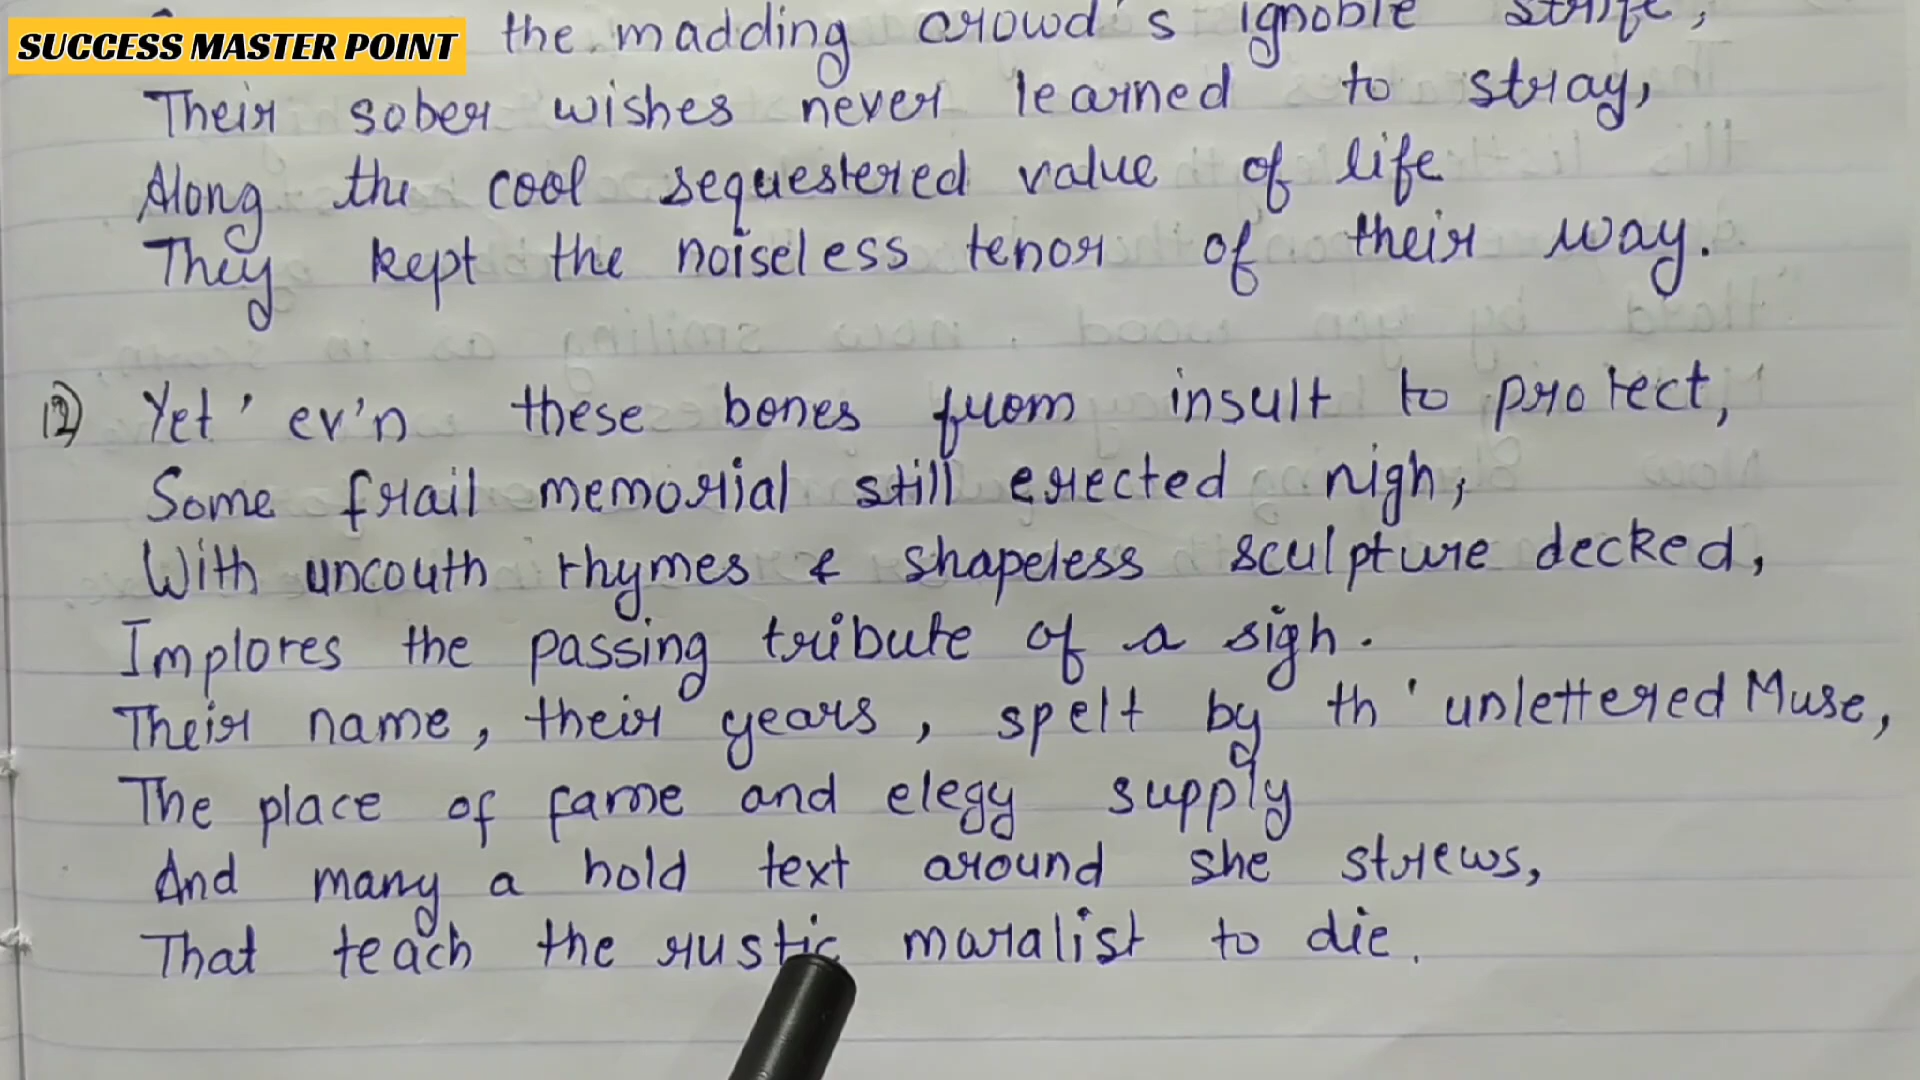 SUCCESS MASTER POINT
the madding crowd's ignoble strife,
Their sober wishes never learned to stray,
Along the cool sequestered value of life
They kept the noiseless tenor of their way.
12) Yet' ev'n these bones from insult to protect,
Some frail memorial still erected nigh,
With uncouth rhymes & shapeless sculpture decked,
Implores the passing tribute of a sigh.
Their name, their years, spelt by th' unlettered Muse,
The place of fame and elegy supply
And many a hold text around she strews,
That teach the rustic moralist to die.